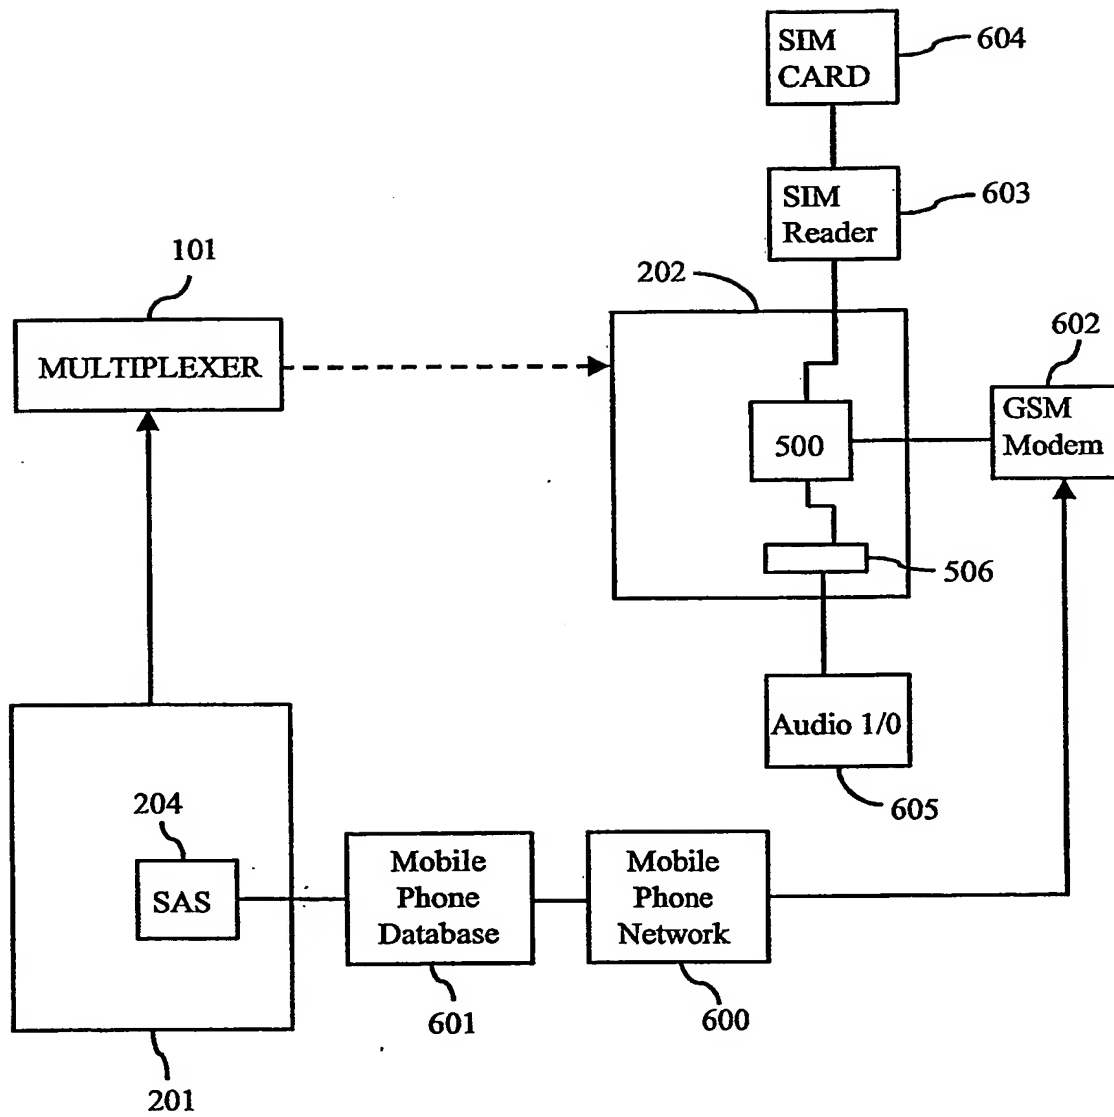 SIM
CARD
604
SIM
Reader
603
101
202
MULTIPLEXER
602
GSM
Modem
500
506
Audio 1/0
605
204
SAS
Mobile
Phone
Database
Mobile
Phone
Network
601
600
201